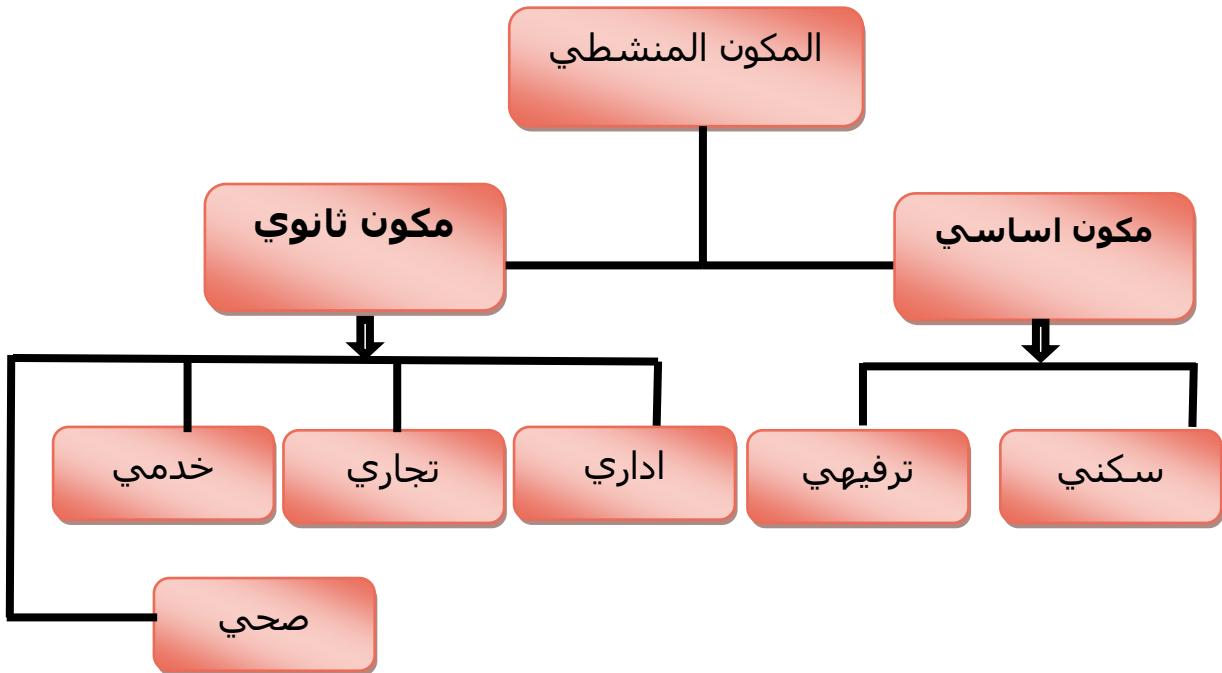 المكون المنشطي
مكون اساسي
مكون ثانوي
سكني
ترفيهي
اداري
تجاري
خدمي
صحي